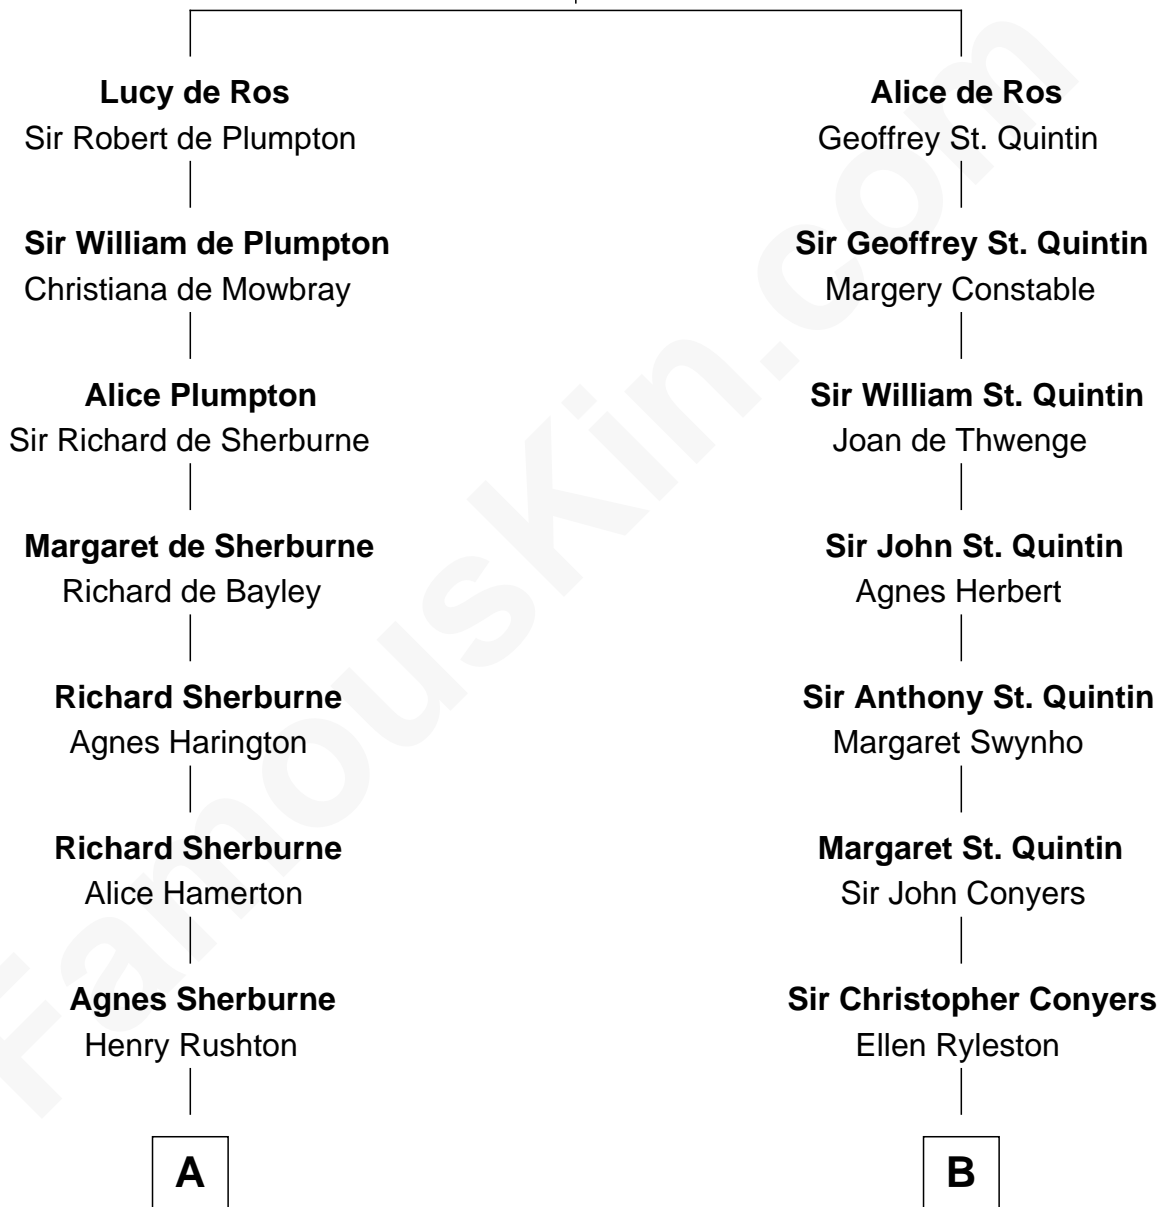 Lucy de Ros
Sir Robert de Plumpton
Sir William de Plumpton
Christiana de Mowbray
Alice Plumpton
Sir Richard de Sherburne
Margaret de Sherburne
Richard de Bayley
Richard Sherburne
Agnes Harington
Richard Sherburne
Alice Hamerton
Agnes Sherburne
Henry Rushton
A
Alice de Ros
Geoffrey St. Quintin
Sir Geoffrey St. Quintin
Margery Constable
Sir William St. Quintin
Joan de Thwenge
Sir John St. Quintin
Agnes Herbert
Sir Anthony St. Quintin
Margaret Swynho
Margaret St. Quintin
Sir John Conyers
Sir Christopher Conyers
Ellen Ryleston
B
FamousKin.com